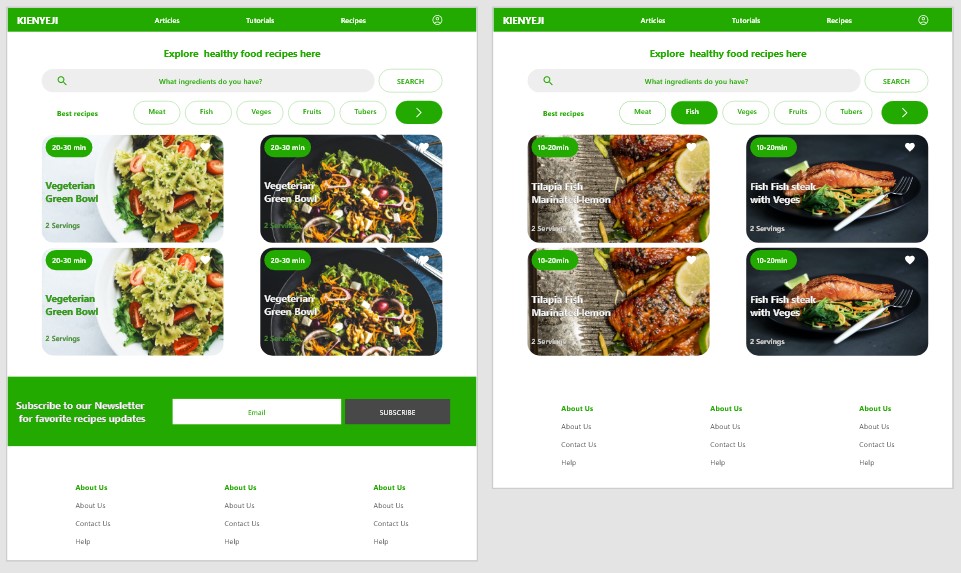 KIENYEJI
Articles
Tutorials
Recipes
Explore healthy food recipes here
What ingredients do you have?
SEARCH
Best recipes
Meat
Fish
Veges
Fruits
Tubers
20-30 min
Vegeterian
Green Bowl
2 Servings
20-30 min
Vegeterian
Green Bowl
2 Servings
20-30 min
Vegeterian
Green Bowl
2 Servings
20-30 min
Vegeterian
Green Bowl
2 Servings
Subscribe to our Newsletter
for favorite recipes updates
Email
SUBSCRIBE
About Us
About Us
Contact Us
Help
About Us
About Us
Contact Us
Help
About Us
About Us
Contact Us
Help
KIENYEJI
Articles
Tutorials
Recipes
Explore healthy food recipes here
What ingredients do you have?
SEARCH
Best recipes
Meat
Fish
Veges
Fruits
Tubers
10-20min
Tilapia Fish
Marinated lemon
2 Servings
10-20min
Fish Fish steak
with Veges
2 Servings
10-20min
Tilapia Fish
Marinated lemon
2 Servings
10-20min
Fish Fish steak
with Veges
2 Servings
About Us
About Us
Contact Us
Help
About Us
About Us
Contact Us
Help
About Us
About Us
Contact Us
Help